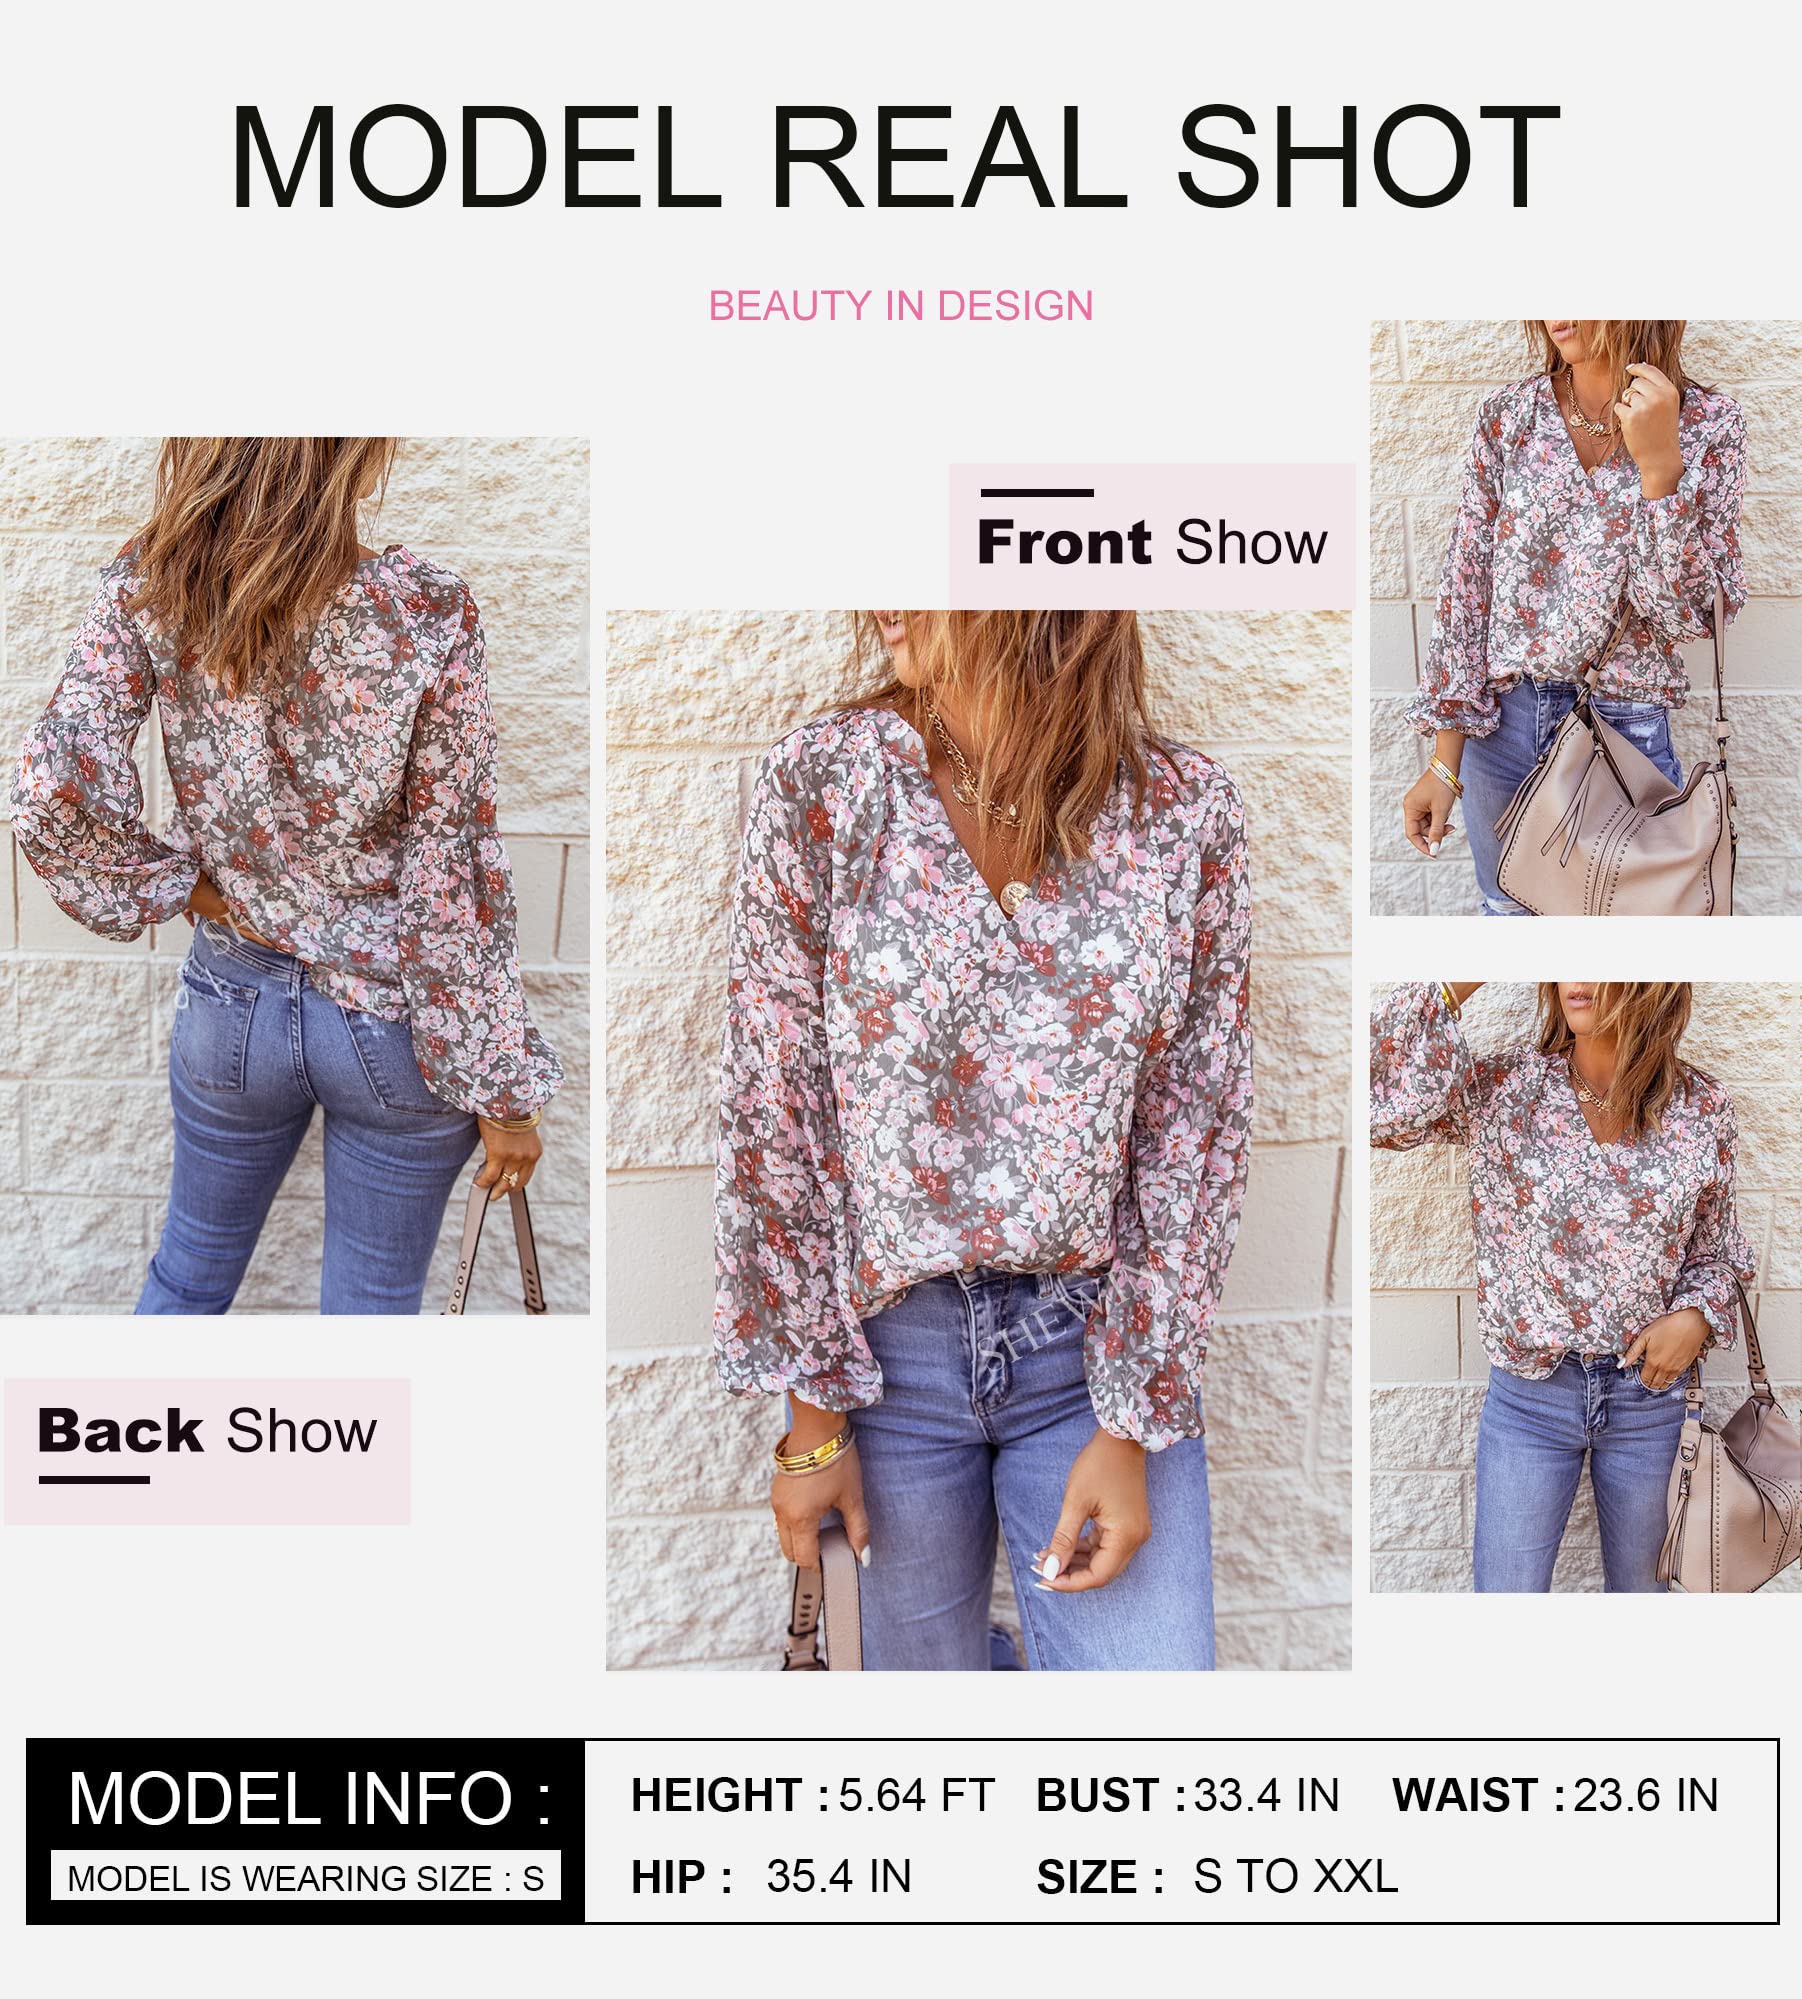 MODEL REAL SHOT
BEAUTY IN DESIGN
Front Show
Back Show
MODEL INFO :
MODEL IS WEARING SIZE : S
HEIGHT : 5.64 FT BUST : 33.4 IN WAIST : 23.6 IN
HIP : 35.4 IN SIZE : S TO XXL